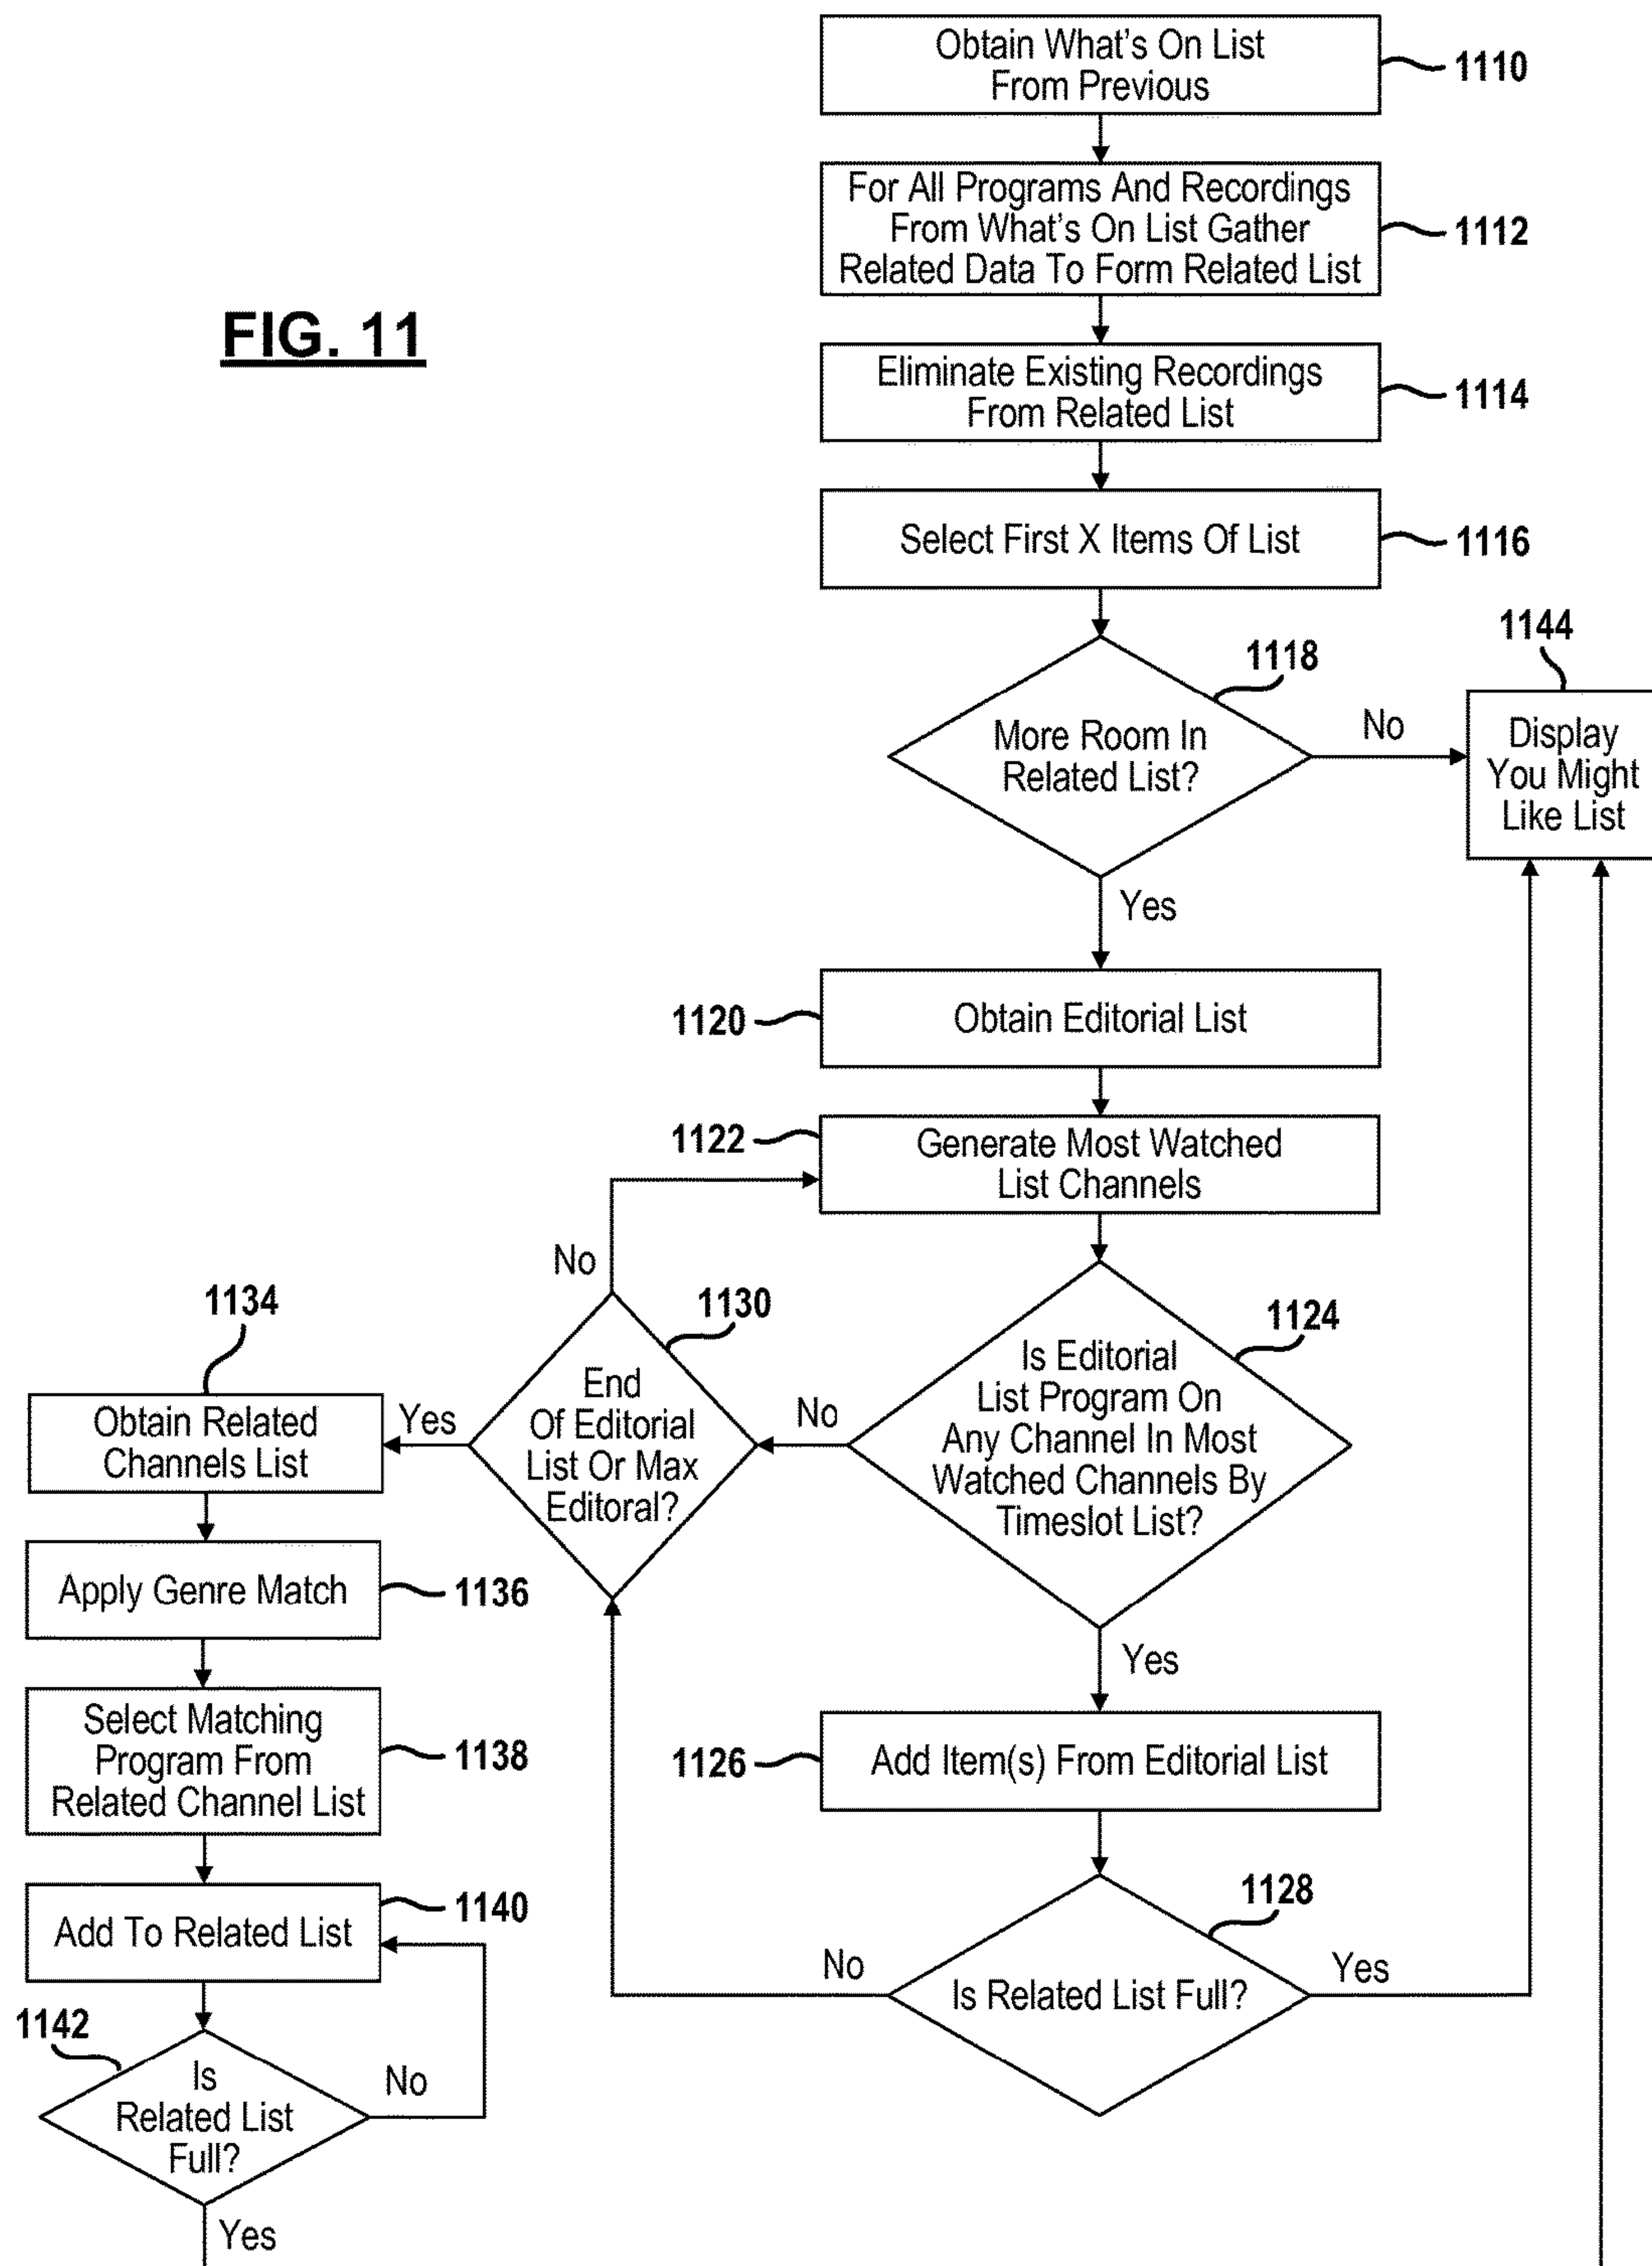 Obtain What's On List
From Previous
1110
For All Programs And Recordings
From What's On List Gather
Related Data To Form Related List
1112
FIG. 11
Eliminate Existing Recordings
From Related List
1114
Select First X Items Of List
1116
1118
More Room In
Related List?
No
Yes
1144
Display
You Might
Like List
1120
Obtain Editorial List
1122
Generate Most Watched
List Channels
1124
Is Editorial
List Program On
Any Channel In Most
Watched Channels By
Timeslot List?
No
Yes
1130
End
Of Editorial
List Or Max
Editoral?
No
Yes
1126
Add Item(s) From Editorial List
1128
Is Related List Full?
No
Yes
1134
Obtain Related
Channels List
Apply Genre Match
1136
Select Matching
Program From
Related Channel List
1138
Add To Related List
1140
1142
Is
Related List
Full?
No
Yes